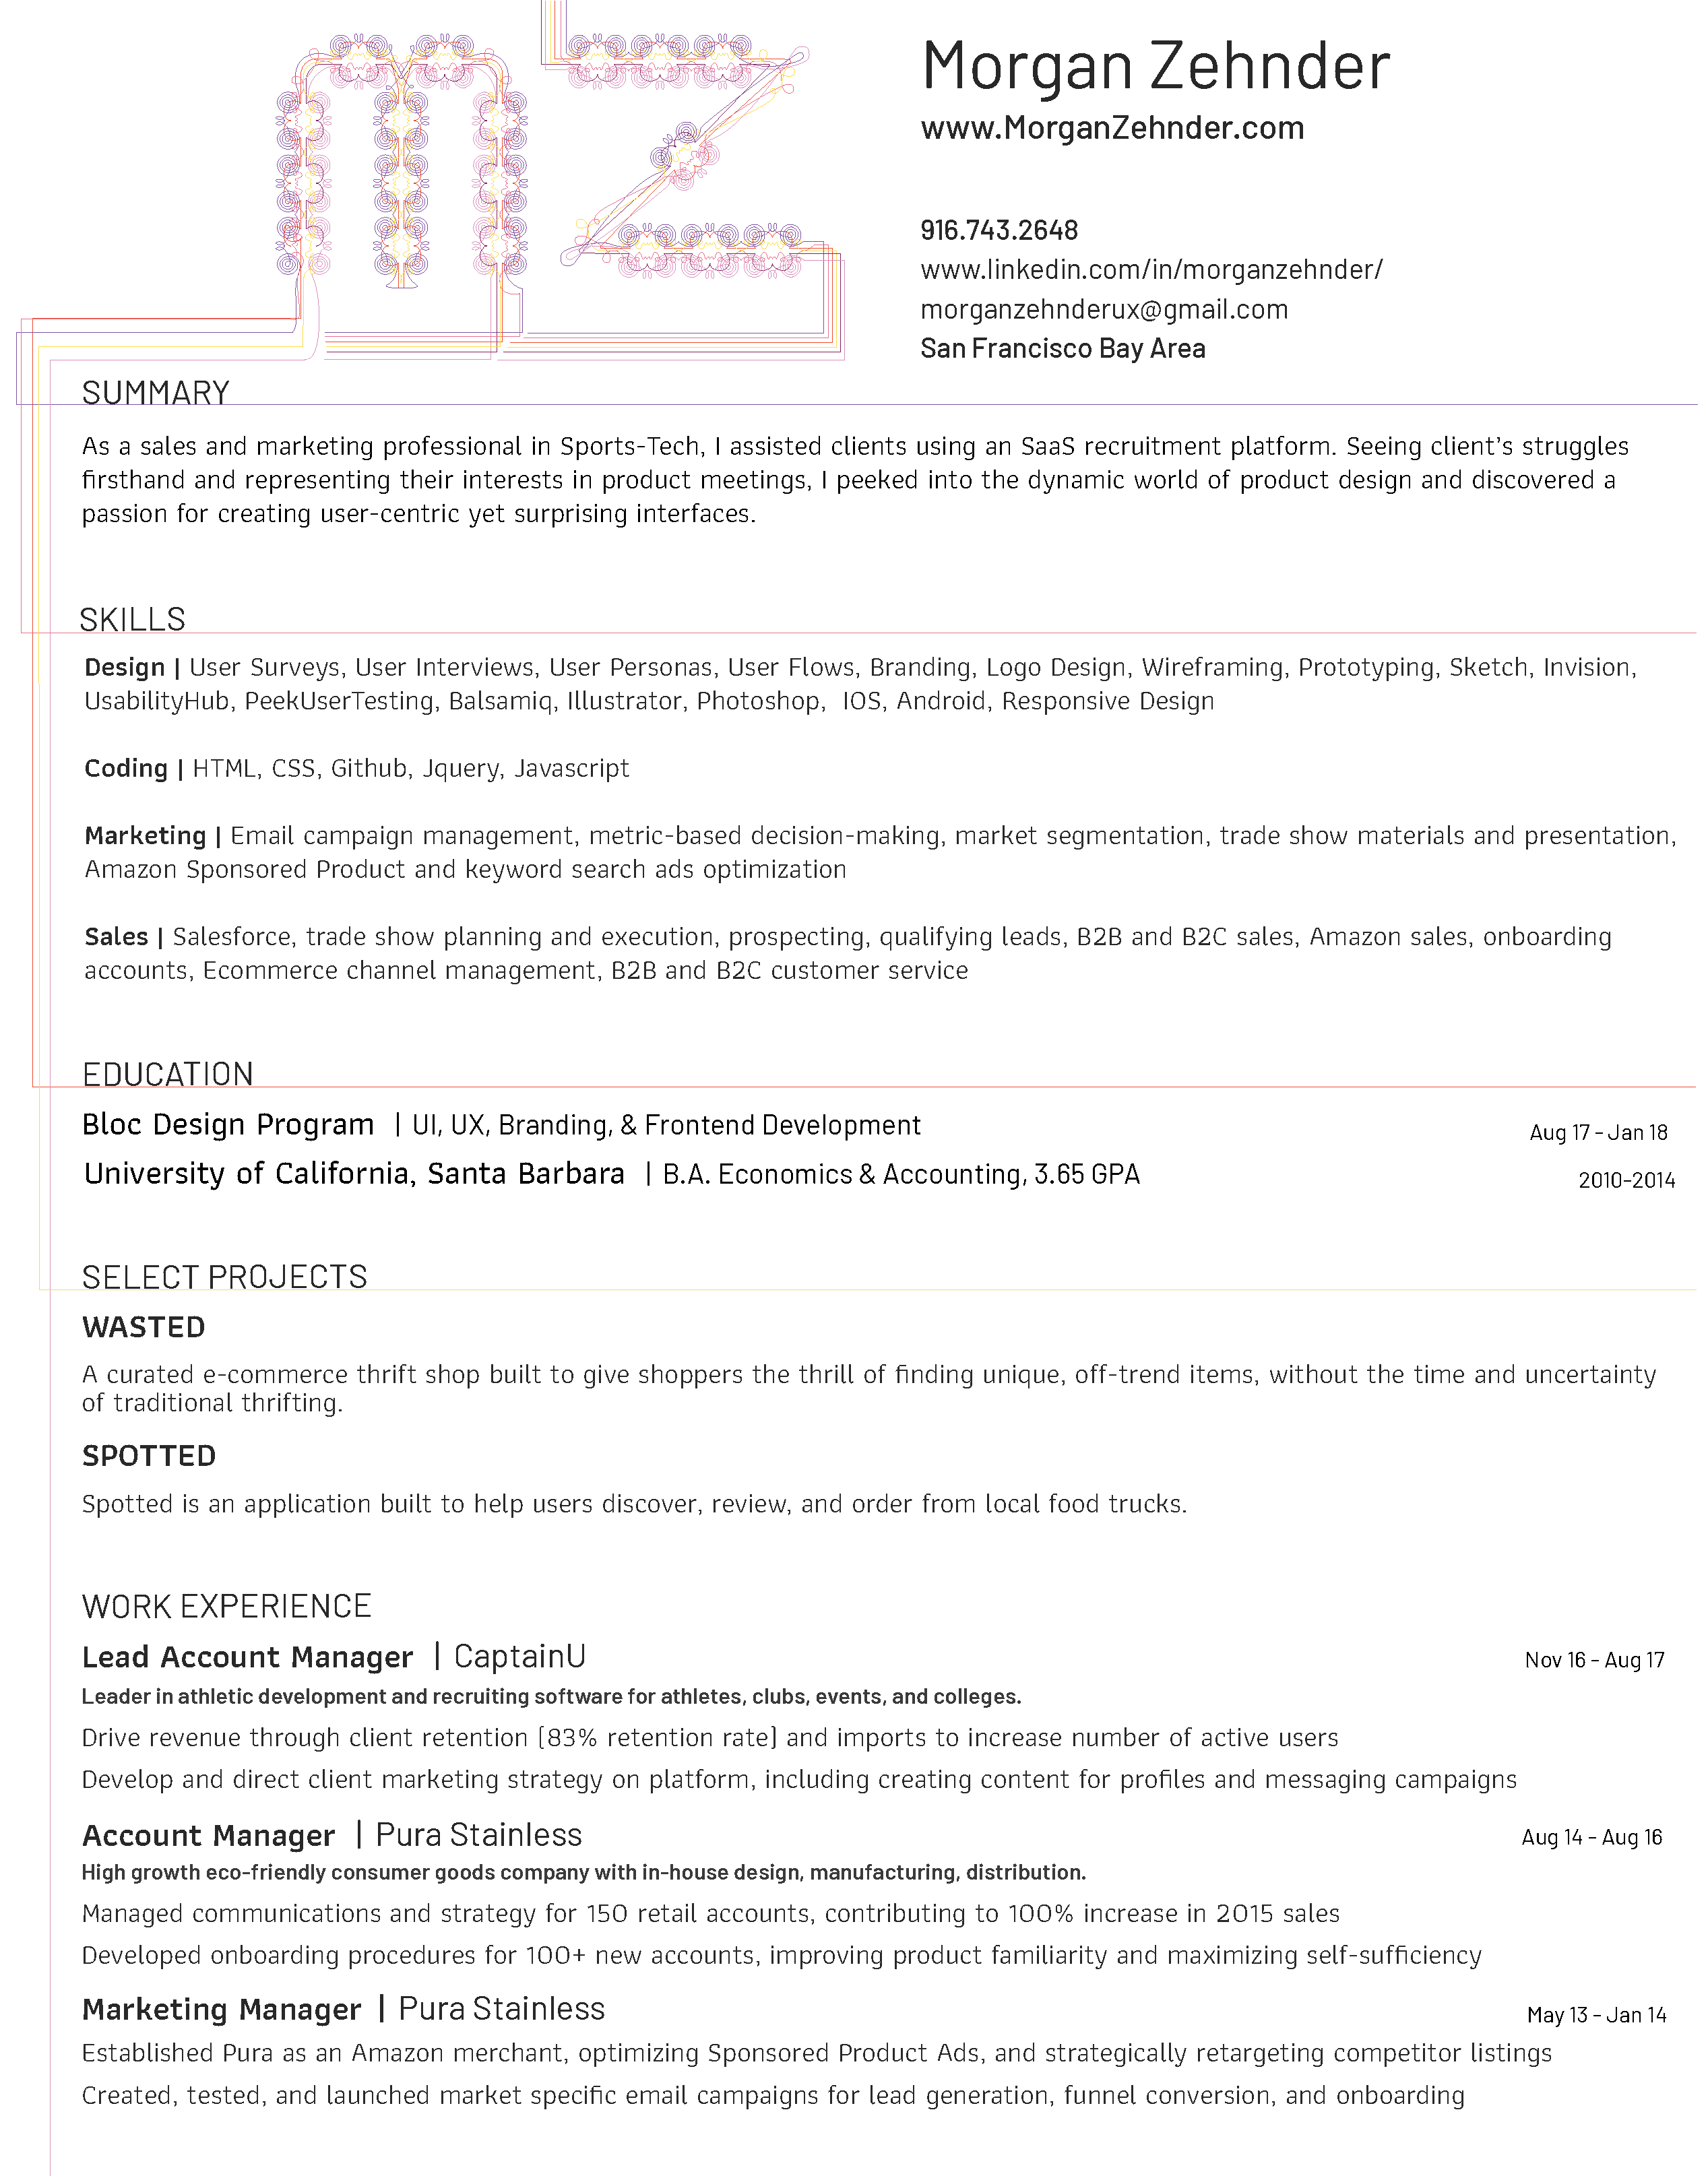 mz
Morgan Zehnder
www.MorganZehnder.com
916.743.2648
www.linkedin.com/in/morganzehnder/
morganzehnderux@gmail.com
San Francisco Bay Area
SUMMARY
As a sales and marketing professional in Sports-Tech, I assisted clients using an SaaS recruitment platform. Seeing client's struggles
firsthand and representing their interests in product meetings, I peeked into the dynamic world of product design and discovered a
passion for creating user-centric yet surprising interfaces.
SKILLS
Design | User Surveys, User Interviews, User Personas, User Flows, Branding, Logo Design, Wireframing, Prototyping, Sketch, Invision,
UsabilityHub, PeekUserTesting, Balsamiq, Illustrator, Photoshop, IOS, Android, Responsive Design
Coding | HTML, CSS, Github, Jquery, Javascript
Marketing | Email campaign management, metric-based decision-making, market segmentation, trade show materials and presentation,
Amazon Sponsored Product and keyword search ads optimization
Sales | Salesforce, trade show planning and execution, prospecting, qualifying leads, B2B and B2C sales, Amazon sales, onboarding
accounts, Ecommerce channel management, B2B and B2C customer service
EDUCATION
Bloc Design Program | UI, UX, Branding, & Frontend Development Aug 17 - Jan 18
University of California, Santa Barbara | B.A. Economics & Accounting, 3.65 GPA 2010-2014
SELECT PROJECTS
WASTED
A curated e-commerce thrift shop built to give shoppers the thrill of finding unique, off-trend items, without the time and uncertainty
of traditional thrifting.
SPOTTED
Spotted is an application built to help users discover, review, and order from local food trucks.
WORK EXPERIENCE
Lead Account Manager | CaptainU Nov 16 - Aug 17
Leader in athletic development and recruiting software for athletes, clubs, events, and colleges.
Drive revenue through client retention (83% retention rate) and imports to increase number of active users
Develop and direct client marketing strategy on platform, including creating content for profiles and messaging campaigns
Account Manager | Pura Stainless Aug 14 - Aug 16
High growth eco-friendly consumer goods company with in-house design, manufacturing, distribution.
Managed communications and strategy for 150 retail accounts, contributing to 100% increase in 2015 sales
Developed onboarding procedures for 100+ new accounts, improving product familiarity and maximizing self-sufficiency
Marketing Manager | Pura Stainless May 13 - Jan 14
Established Pura as an Amazon merchant, optimizing Sponsored Product Ads, and strategically retargeting competitor listings
Created, tested, and launched market specific email campaigns for lead generation, funnel conversion, and onboarding